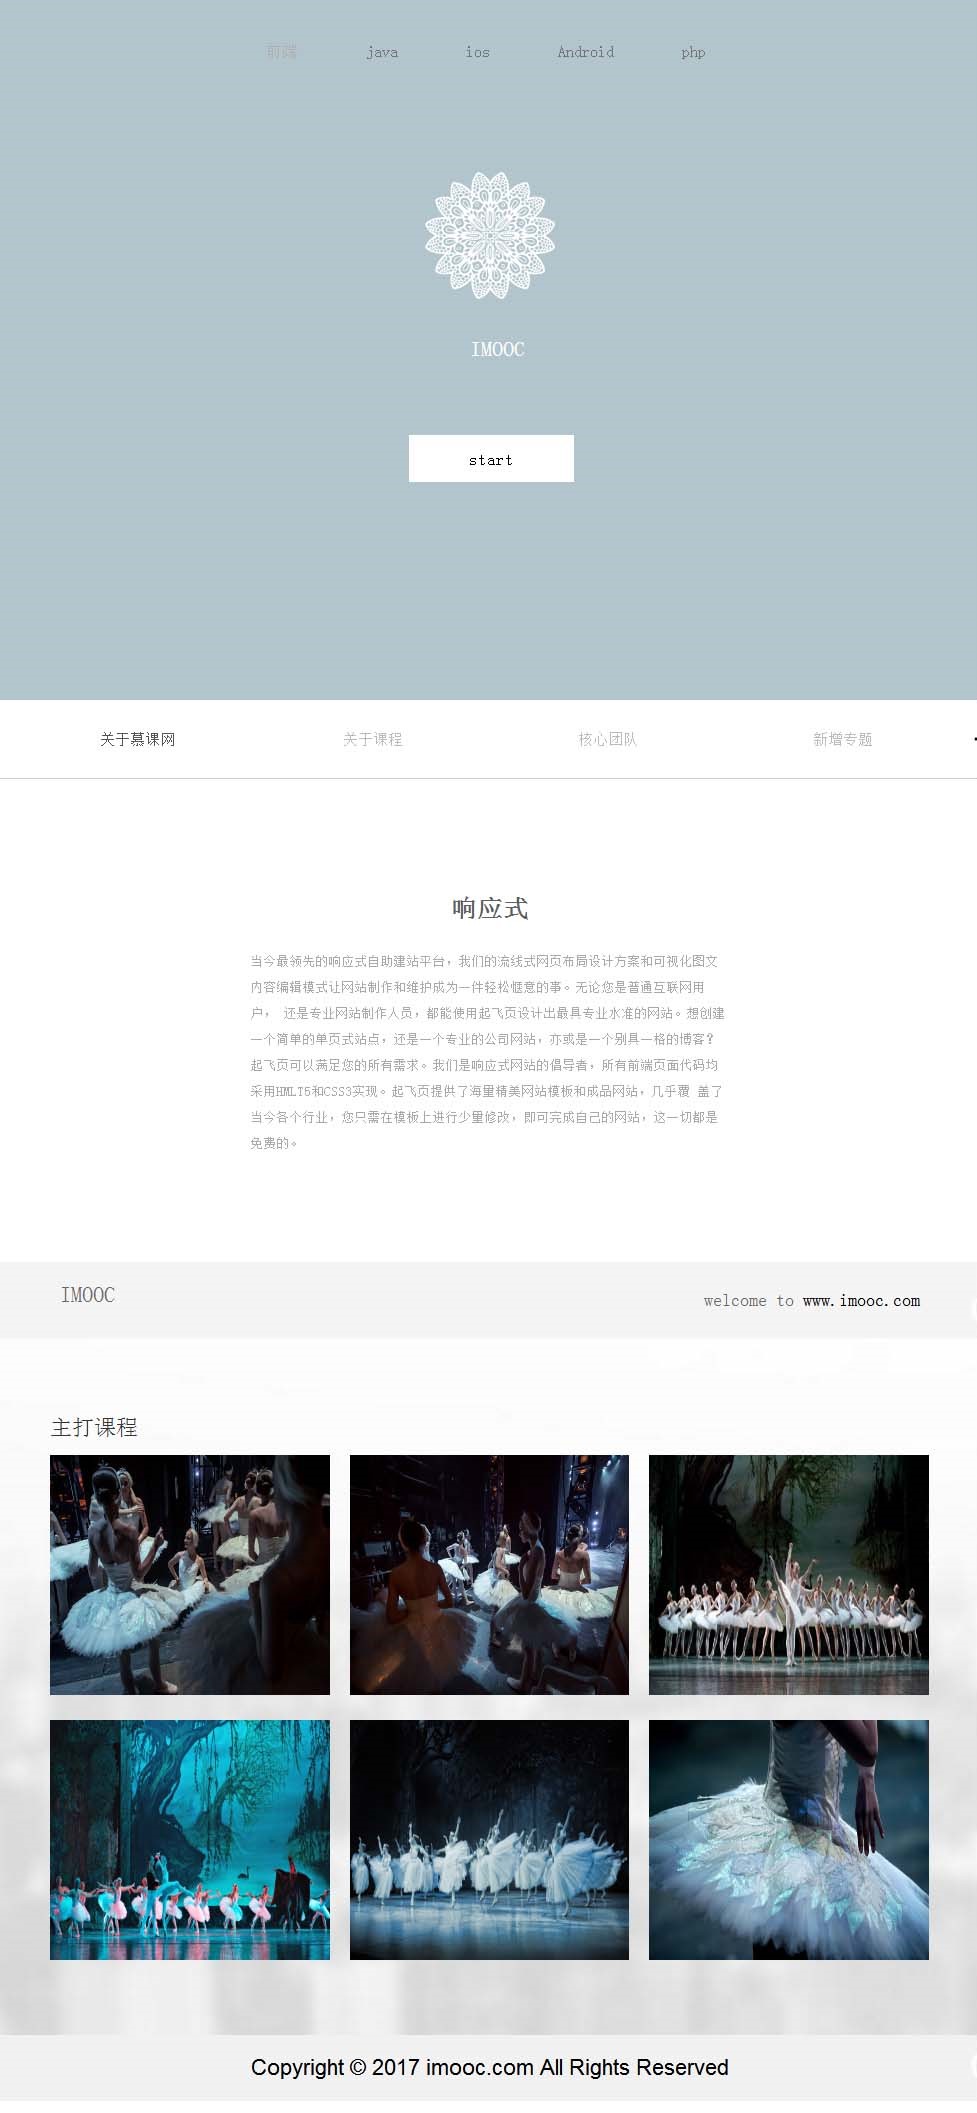 前端 java ios Android php
IMOOC
start
关于慕课网 关于课程 核心团队 新增专题
响应式
当今最领先的响应式自助建站平台，我们的流线式网页布局设计方案和可视化图文
内容编辑模式让网站制作和维护成为一件轻松惬意的事。无论您是普通互联网用
户， 还是专业网站制作人员，都能使用起飞页设计出最具专业水准的网站。想创建
一个简单的单页式站点，还是一个专业的公司网站，亦或是一个别具一格的博客？
起飞页可以满足您的所有需求。我们是响应式网站的倡导者，所有前端页面代码均
采用HMLT5和CSS3实现。起飞页提供了海量精美网站模板和成品网站，几乎覆 盖了
当今各个行业，您只需在模板上进行少量修改，即可完成自己的网站，这一切都是
免费的。
IMOOC welcome to www.imooc.com
主打课程
Copyright © 2017 imooc.com All Rights Reserved